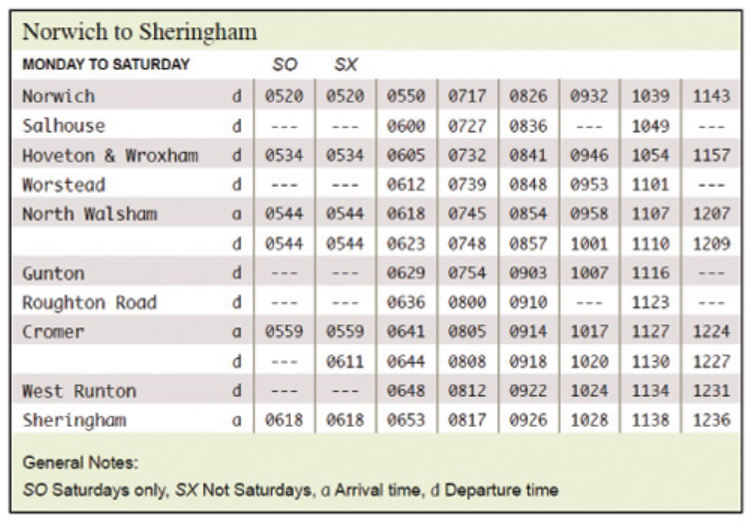 Norwich to Sheringham
MONDAY TO SATURDAY SO SX
Norwich d 0520 0520 0550 0717 0826 0932 1039 1143
Salhouse d --- --- 0600 0727 0836 --- 1049 ---
Hoveton & Wroxham d 0534 0534 0605 0732 0841 0946 1054 1157
Worstead d --- --- 0612 0739 0848 0953 1101 ---
North Walsham a 0544 0544 0618 0745 0854 0958 1107 1207
d 0544 0544 0623 0748 0857 1001 1110 1209
Gunton d --- --- 0629 0754 0903 1007 1116 ---
Roughton Road d --- --- 0636 0800 0910 --- 1123 ---
Cromer a 0559 0559 0641 0805 0914 1017 1127 1224
d --- 0611 0644 0808 0918 1020 1130 1227
West Runton d --- --- 0648 0812 0922 1024 1134 1231
Sheringham a 0618 0618 0653 0817 0926 1028 1138 1236
General Notes:
SO Saturdays only, SX Not Saturdays, a Arrival time, d Departure time